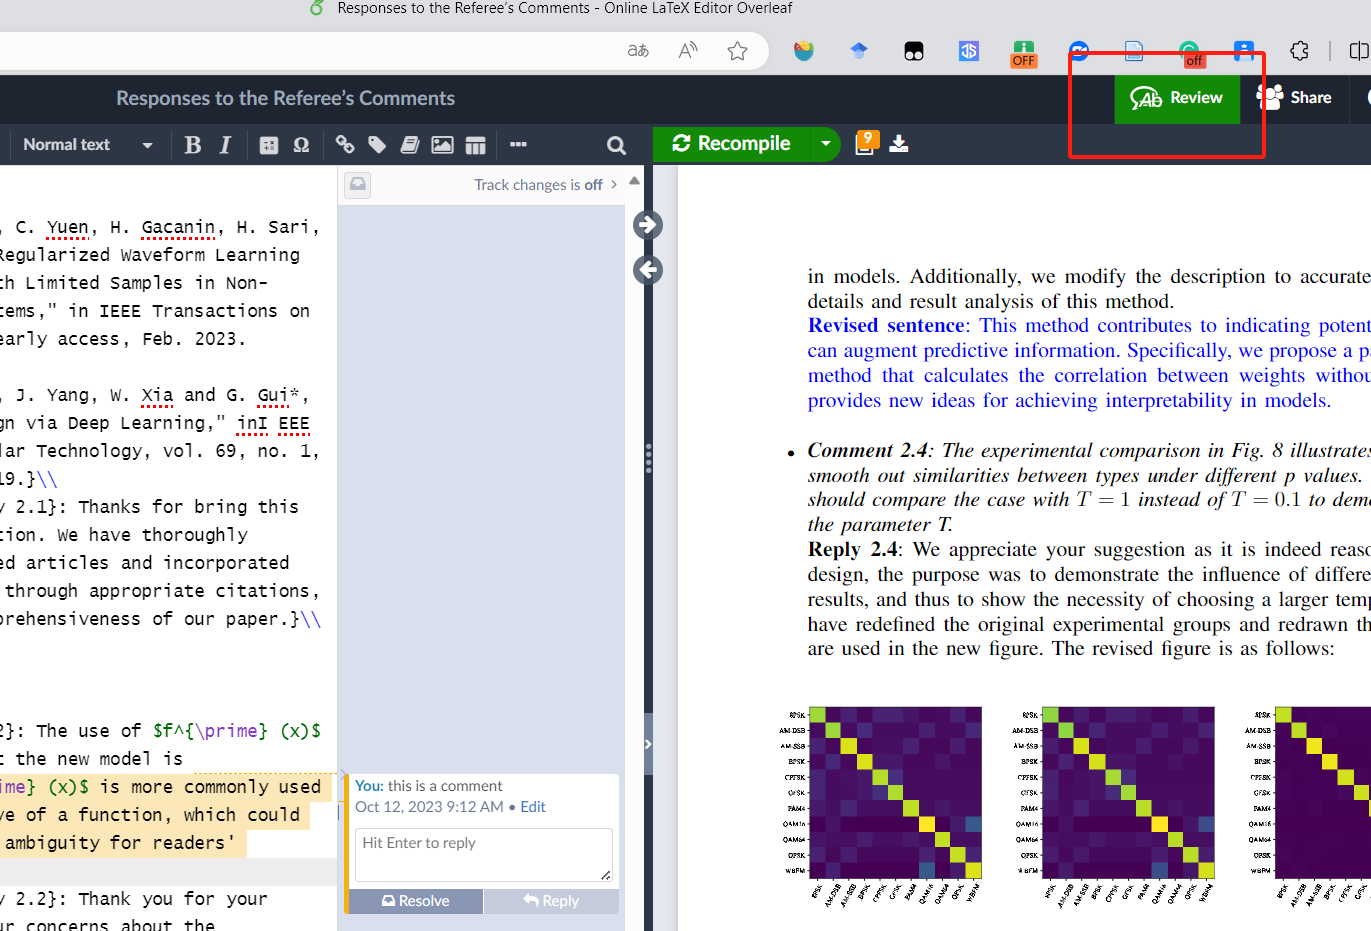 Responses to the Referee's Comments - Online LaTeX Editor Overleaf
aあ
A
OFF
off
Responses to the Referee's Comments
Review
Share
Normal text
B I
Ω
Recompile
9
Track changes is off
, C. Yuen, H. Gacanin, H. Sari,
Regularized Waveform Learning
th Limited Samples in Non-
tems," in IEEE Transactions on
early access, Feb. 2023.
, J. Yang, W. Xia and G. Gui*,
gn via Deep Learning," inI EEE
lar Technology, vol. 69, no. 1,
19.}\\
y 2.1}: Thanks for bring this
tion. We have thoroughly
ed articles and incorporated
through appropriate citations,
prehensiveness of our paper.}\\
2}: The use of $f^{\prime} (x)$
t the new model is
ime} (x)$ is more commonly used
ve of a function, which could
ambiguity for readers'
y 2.2}: Thank you for your
ur concerns about the
You: this is a comment
Oct 12, 2023 9:12 AM • Edit
Hit Enter to reply
Resolve
Reply
in models. Additionally, we modify the description to accurate
details and result analysis of this method.
Revised sentence: This method contributes to indicating potent
can augment predictive information. Specifically, we propose a p
method that calculates the correlation between weights withou
provides new ideas for achieving interpretability in models.
• Comment 2.4: The experimental comparison in Fig. 8 illustrates
smooth out similarities between types under different p values.
should compare the case with T = 1 instead of T = 0.1 to demo
the parameter T.
Reply 2.4: We appreciate your suggestion as it is indeed reaso
design, the purpose was to demonstrate the influence of differe
results, and thus to show the necessity of choosing a larger temp
have redefined the original experimental groups and redrawn th
are used in the new figure. The revised figure is as follows:
8PSK
AM-DSB
AM-SSB
BPSK
CPFSK
GFSK
PAM4
QAM16
QAM64
QPSK
WBFM
8PSK
AM-DSB
AM-SSB
BPSK
CPFSK
GFSK
PAM4
QAM16
QAM64
QPSK
WBFM
8PSK
AM-DSB
AM-SSB
BPSK
CPFSK
GFSK
PAM4
QAM16
QAM64
QPSK
WBFM
8PSK
AM-DSB
AM-SSB
BPSK
CPFSK
GFSK
PAM4
QAM16
QAM64
QPSK
WBFM
8PSK
AM-DSB
AM-SSB
BPSK
CPFSK
GFSK
PAM4
QAM16
QAM64
QPSK
WBFM
8PSK
AM-DSB
AM-SSB
BPSK
CPFSK
GFSK